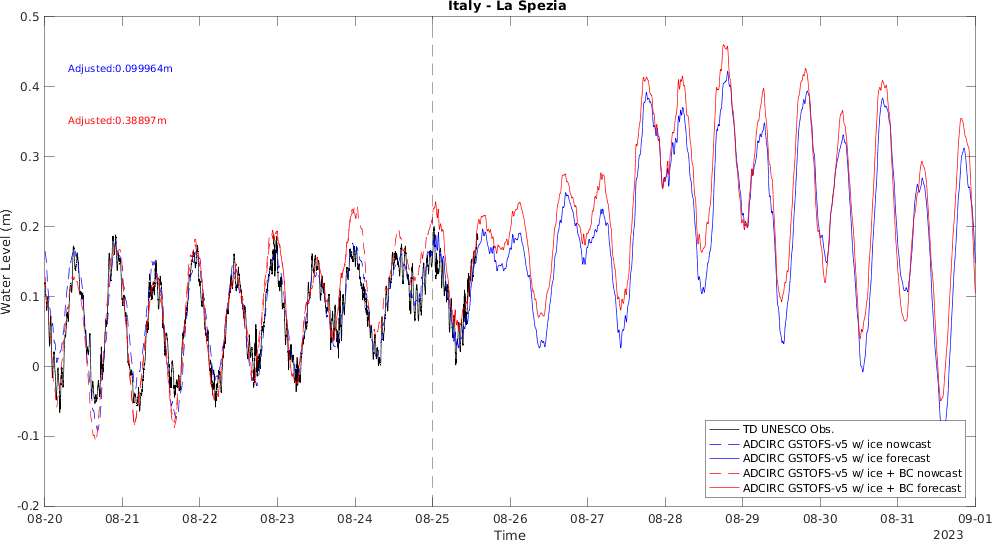 Italy - La Spezia
Adjusted:0.099964m
Adjusted:0.38897m
Water Level (m)
0.5
0.4
0.3
0.2
0.1
0
-0.1
-0.2
TD UNESCO Obs.
ADCIRC GSTOFS-v5 w/ ice nowcast
ADCIRC GSTOFS-v5 w/ ice forecast
ADCIRC GSTOFS-v5 w/ ice + BC nowcast
ADCIRC GSTOFS-v5 w/ ice + BC forecast
08-20 08-21 08-22 08-23 08-24 08-25 08-26 08-27 08-28 08-29 08-30 08-31 09-01
Time
2023